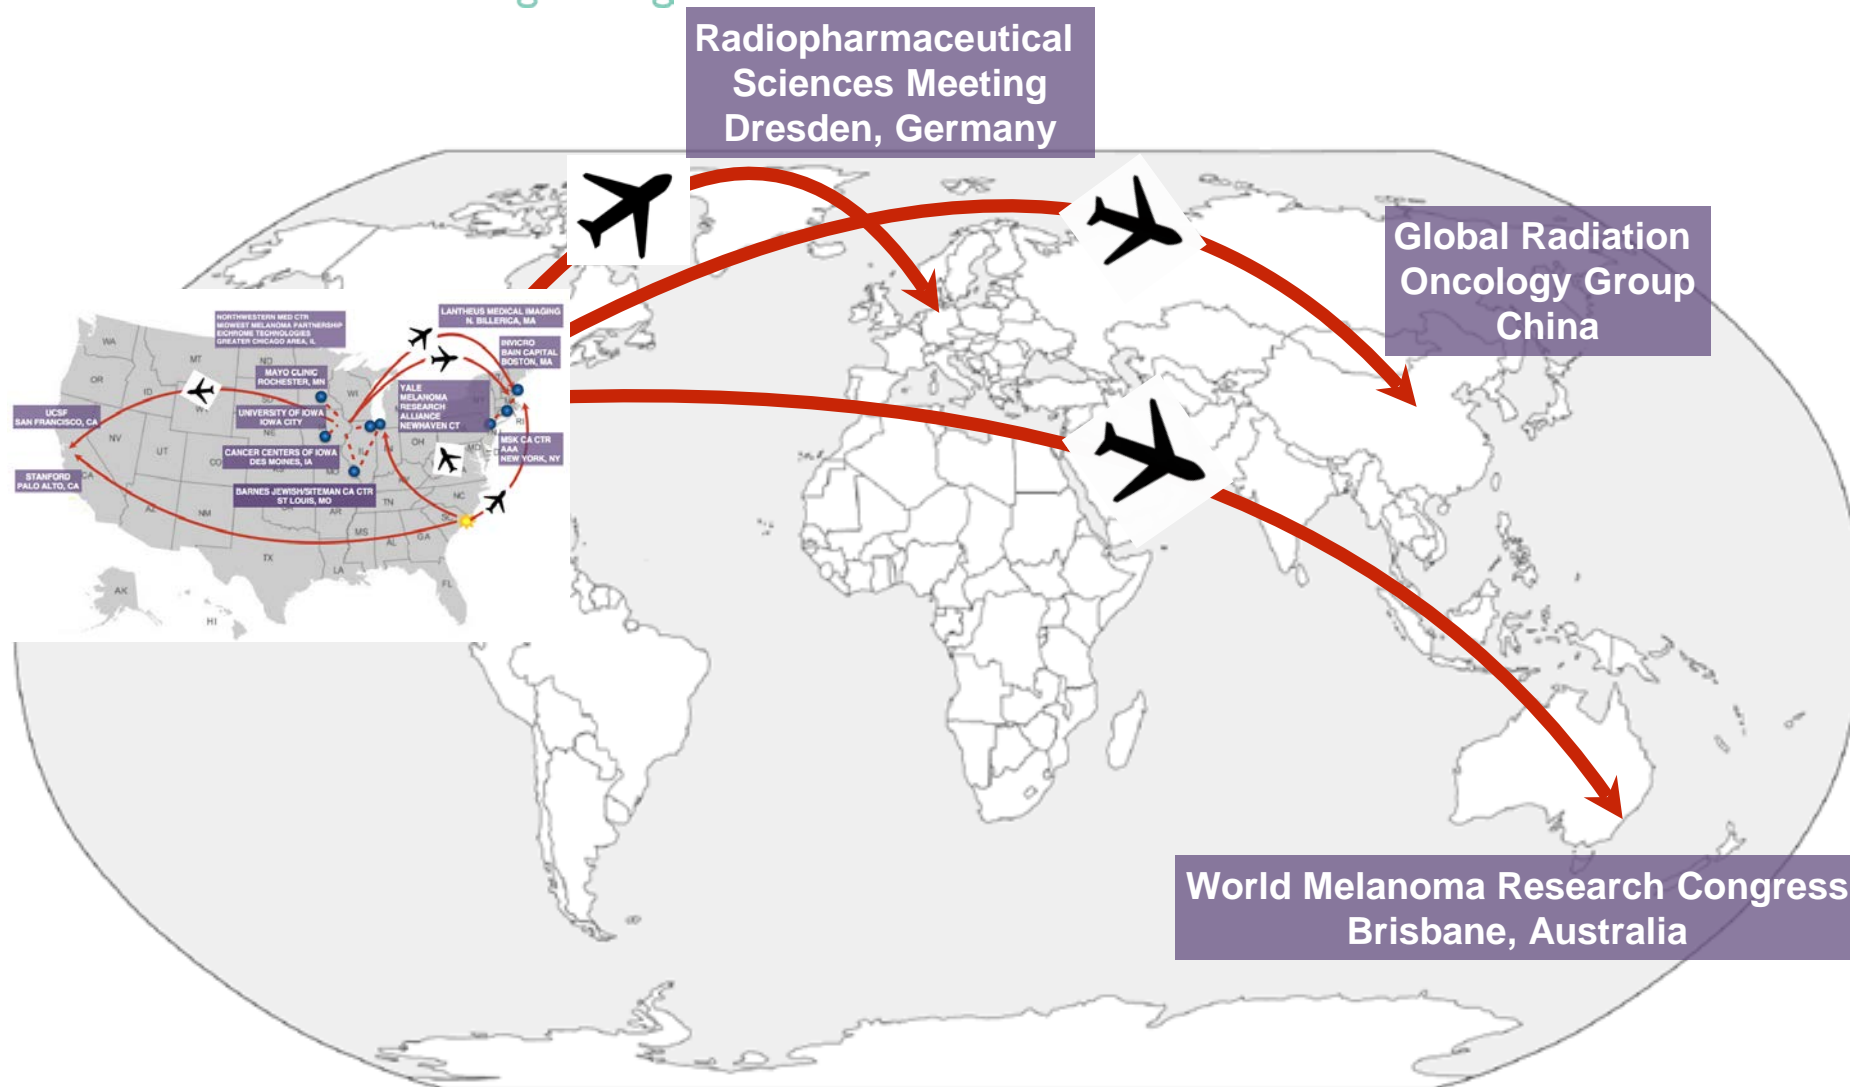 Radiopharmaceutical
Sciences Meeting
Dresden, Germany
Global Radiation
Oncology Group
China
World Melanoma Research Congress
Brisbane, Australia
NORTHWESTERN MED CTR
MIDWEST MELANOMA PARTNERSHIP
EICHROME TECHNOLOGIES
GREATER CHICAGO AREA, IL
LANTHEUS MEDICAL IMAGING
N. BILLERICA, MA
INVICRO
BAIN CAPITAL
BOSTON, MA
MAYO CLINIC
ROCHESTER, MN
YALE
MELANOMA
RESEARCH
ALLIANCE
NEWHAVEN CT
UCSF
SAN FRANCISCO, CA
UNIVERSITY OF IOWA
IOWA CITY
MSK CA CTR
AAA
NEW YORK, NY
CANCER CENTERS OF IOWA
DES MOINES, IA
STANFORD
PALO ALTO, CA
BARNES JEWISH/SITEMAN CA CTR
ST LOUIS, MO
WA
MT
ND
OR
ID
WI
SD
NV
UT
CO
NE
OH
RI
MD
CA
AZ
NM
TX
AR
TN
NC
SC
MS
AL
GA
LA
FL
AK
HI